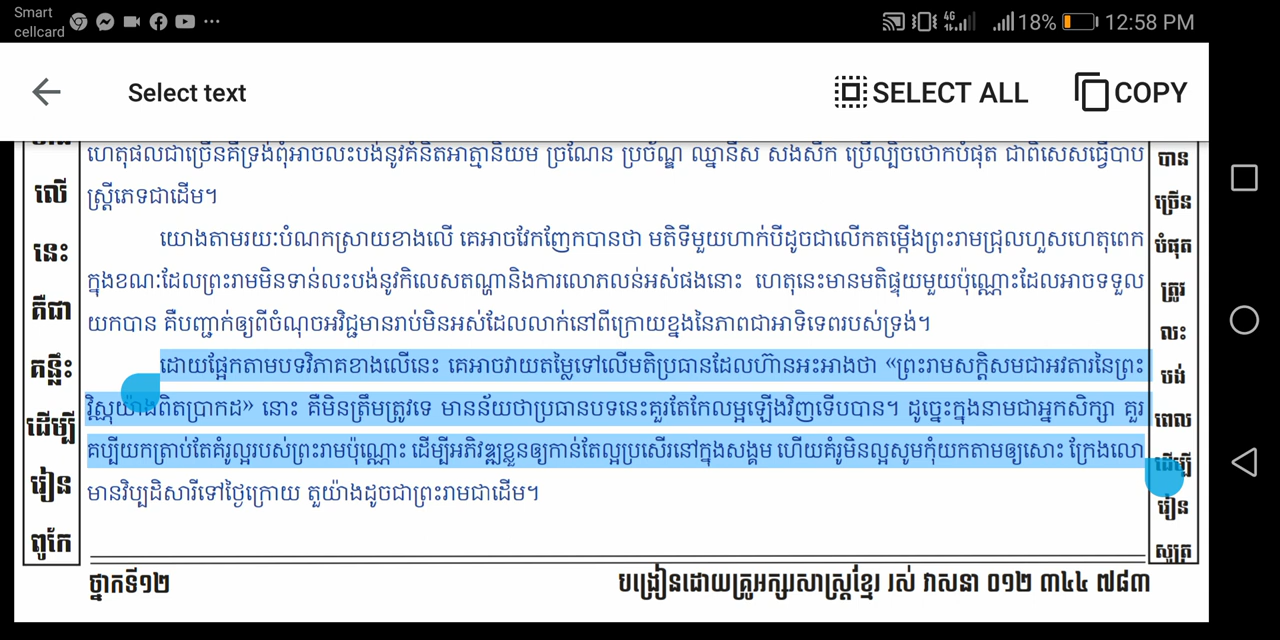 Smart
cellcard
4G
18%
12:58 PM
Select text
SELECT ALL
COPY
លើ
នេះ
គឺជា
គន្លឹះ
ដើម្បី
រៀន
ពូកែ
ហេតុផលជាច្រើនគឺទ្រង់ពុំអាចលះបង់នូវគំនិតអាត្មានិយម ច្រណែន ប្រច័ណ្ឌ ឈ្នានីស សងសឹក ប្រើល្បិចថោកបំផុត ជាពិសេសធ្វើបាប
ស្ត្រីភេទជាដើម។
យោងតាមរយៈបំណកស្រាយខាងលើ គេអាចវែកញែកបានថា មតិទីមួយហាក់បីដូចជាលើកតម្កើងព្រះរាមជ្រុលហួសហេតុពេក
ក្នុងខណៈដែលព្រះរាមមិនទាន់លះបង់នូវកិលេសតណ្ហានិងការលោភលន់អស់ផងនោះ ហេតុនេះមានមតិផ្ទុយមួយប៉ុណ្ណោះដែលអាចទទួល
យកបាន គឺបញ្ជាក់ឲ្យពីចំណុចអវិជ្ជមានរាប់មិនអស់ដែលលាក់នៅពីក្រោយខ្នងនៃភាពជាអាទិទេពរបស់ទ្រង់។
ដោយផ្អែកតាមបទវិភាគខាងលើនេះ គេអាចវាយតម្លៃទៅលើមតិប្រធានដែលហ៊ានអះអាងថា «ព្រះរាមសក្តិសមជាអវតារនៃព្រះ
វិស្ណុយ៉ាងពិតប្រាកដ» នោះ គឺមិនត្រឹមត្រូវទេ មានន័យថាប្រធានបទនេះគួរតែកែលម្អឡើងវិញទើបបាន។ ដូច្នេះក្នុងនាមជាអ្នកសិក្សា គួរ
គប្បីយកត្រាប់តែគំរូល្អរបស់ព្រះរាមប៉ុណ្ណោះ ដើម្បីអភិវឌ្ឍខ្លួនឲ្យកាន់តែល្អប្រសើរនៅក្នុងសង្គម ហើយគំរូមិនល្អសូមកុំយកតាមឲ្យសោះ ក្រែងលោ
មានវិប្បដិសារីទៅថ្ងៃក្រោយ តួយ៉ាងដូចជាព្រះរាមជាដើម។
បាន
ច្រើន
បំផុត
ត្រូវ
លះ
បង់
ពេល
ដើម្បី
រៀន
សូត្រ
ថ្នាក់ទី១២
បង្រៀនដោយគ្រូអក្សរសាស្ត្រខ្មែរ រស់ វាសនា ០១២ ៣៤៤ ៧៨៣